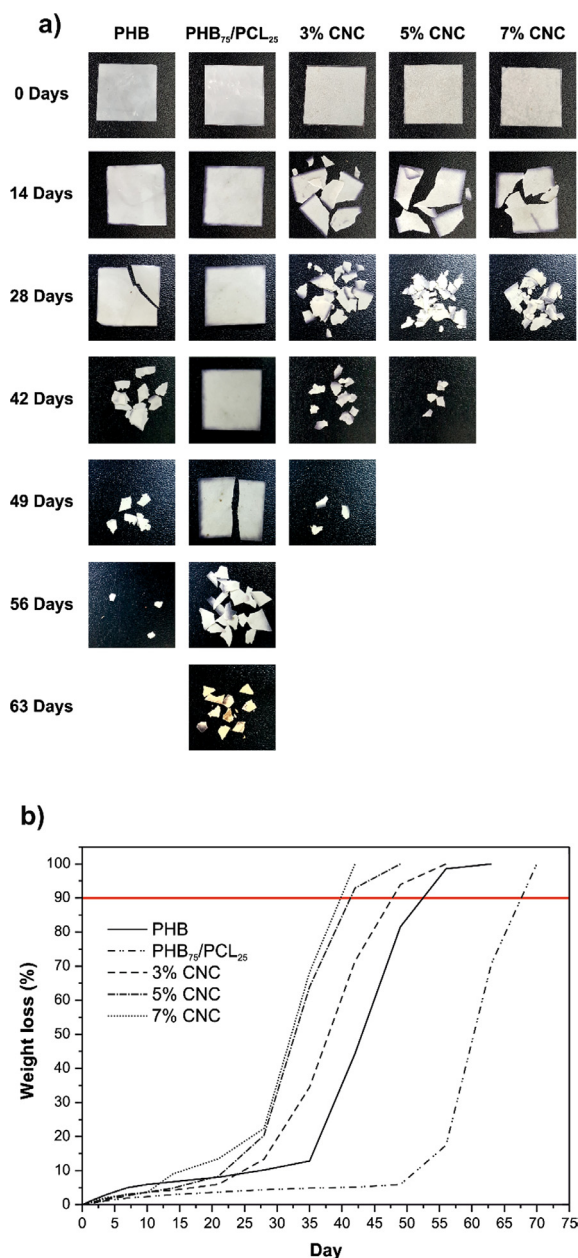 a)
PHB PHB₇₅/PCL₂₅ 3% CNC 5% CNC 7% CNC
0 Days
14 Days
28 Days
42 Days
49 Days
56 Days
63 Days
b)
100
90
80
70
60
50
40
30
20
10
0
Weight loss (%)
PHB
PHB₇₅/PCL₂₅
3% CNC
5% CNC
7% CNC
0 5 10 15 20 25 30 35 40 45 50 55 60 65 70 75
Day